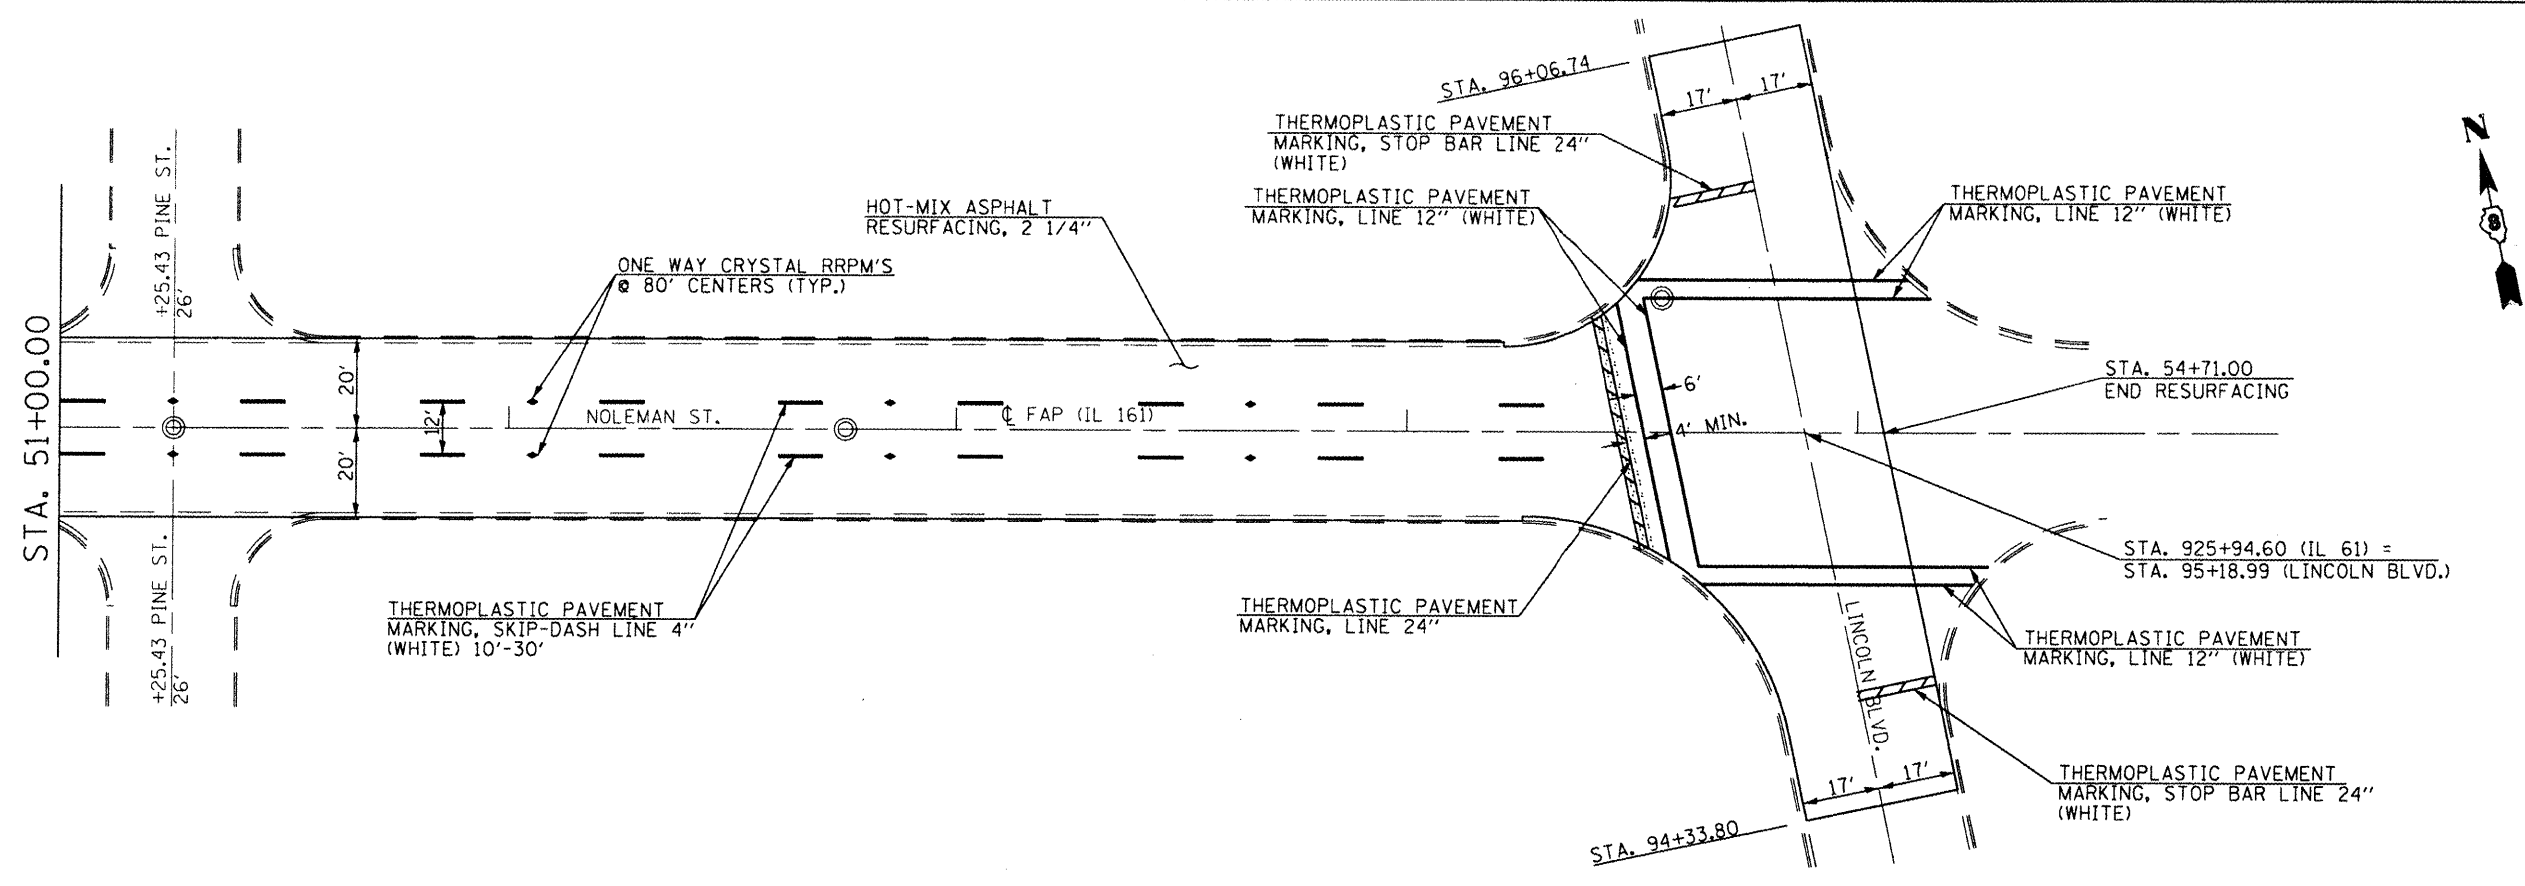 STA. 96+06.74
17'
17'
THERMOPLASTIC PAVEMENT
MARKING, STOP BAR LINE 24"
(WHITE)
N
8
+25.43 PINE ST.
26'
HOT-MIX ASPHALT
RESURFACING, 2 1/4"
THERMOPLASTIC PAVEMENT
MARKING, LINE 12" (WHITE)
THERMOPLASTIC PAVEMENT
MARKING, LINE 12" (WHITE)
ONE WAY CRYSTAL RRPM'S
@ 80' CENTERS (TYP.)
STA. 51+00.00
20'
12'
20'
NOLEMAN ST.
℄ FAP (IL 161)
6'
4' MIN.
STA. 54+71.00
END RESURFACING
STA. 925+94.60 (IL 61) =
STA. 95+18.99 (LINCOLN BLVD.)
+25.43 PINE ST.
26'
THERMOPLASTIC PAVEMENT
MARKING, SKIP-DASH LINE 4"
(WHITE) 10'-30'
THERMOPLASTIC PAVEMENT
MARKING, LINE 24"
LINCOLN BLVD.
THERMOPLASTIC PAVEMENT
MARKING, LINE 12" (WHITE)
17'
17'
THERMOPLASTIC PAVEMENT
MARKING, STOP BAR LINE 24"
(WHITE)
STA. 94+33.80